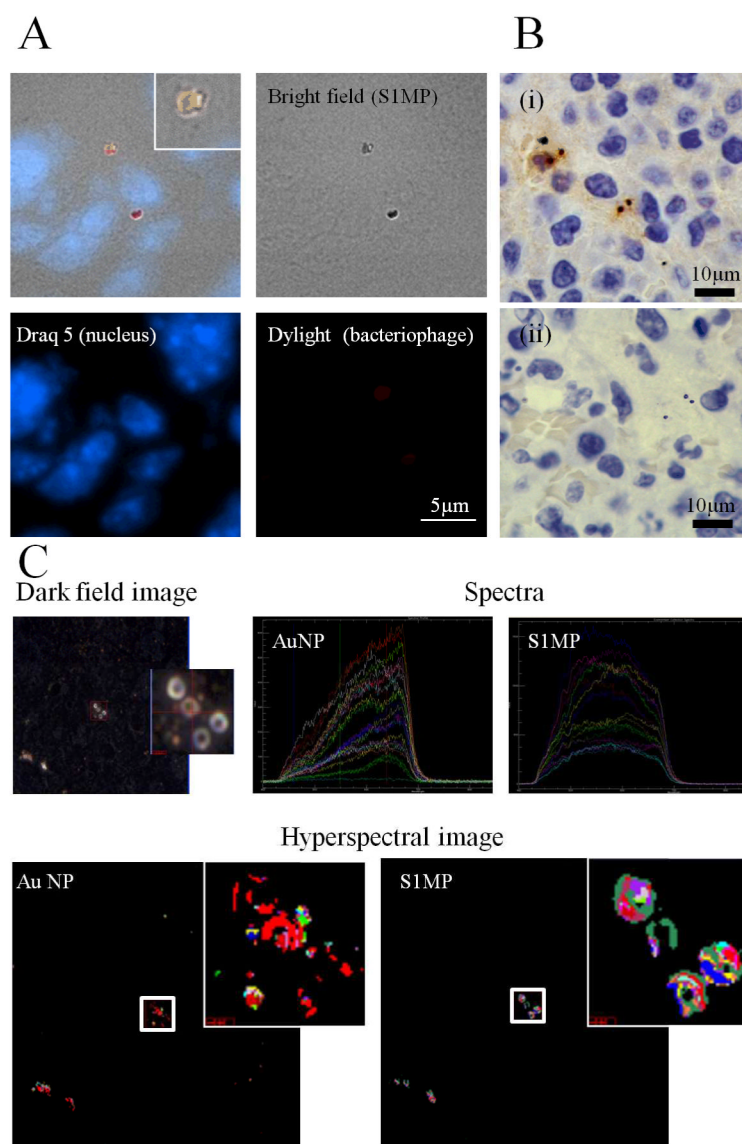 A
B
Bright field (S1MP)
(i)
10µm
Draq 5 (nucleus)
Dylight (bacteriophage)
5µm
(ii)
10µm
C
Dark field image
Spectra
AuNP
S1MP
Hyperspectral image
Au NP
S1MP